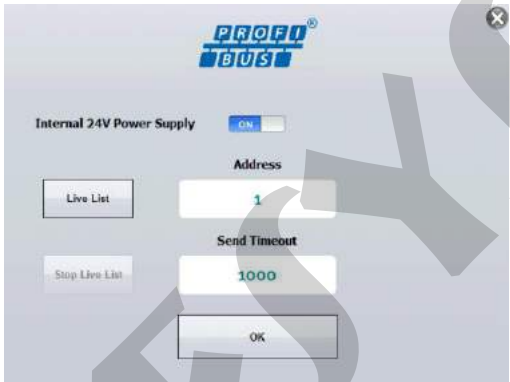 PROFI®
BUS
Internal 24V Power Supply
ON
Address
Live List
1
Send Timeout
Stop Live List
1000
OK